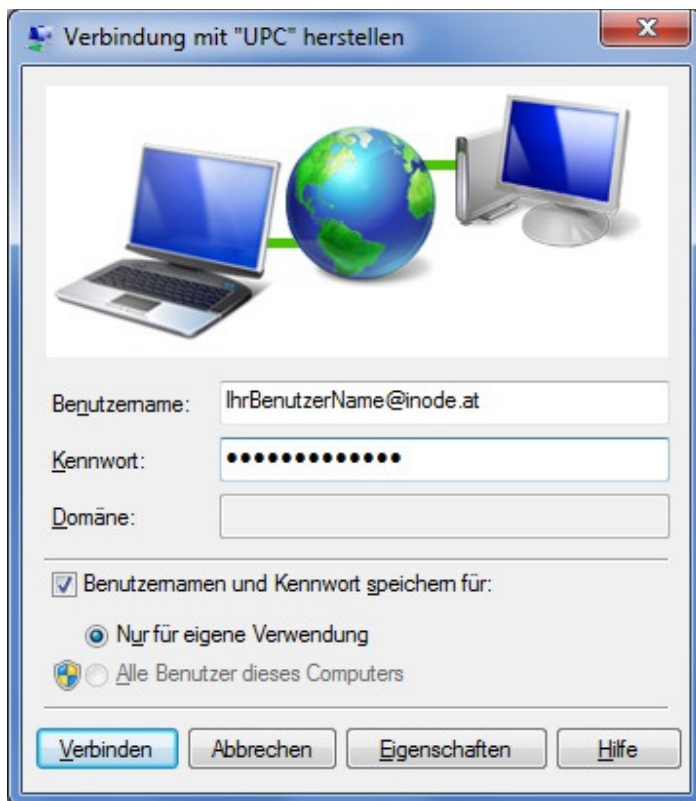 Verbindung mit "UPC" herstellen
Benutzername: IhrBenutzerName@inode.at
Kennwort: •••••••••••••
Domäne:
Benutzernamen und Kennwort speichern für:
Nur für eigene Verwendung
Alle Benutzer dieses Computers
Verbinden Abbrechen Eigenschaften Hilfe